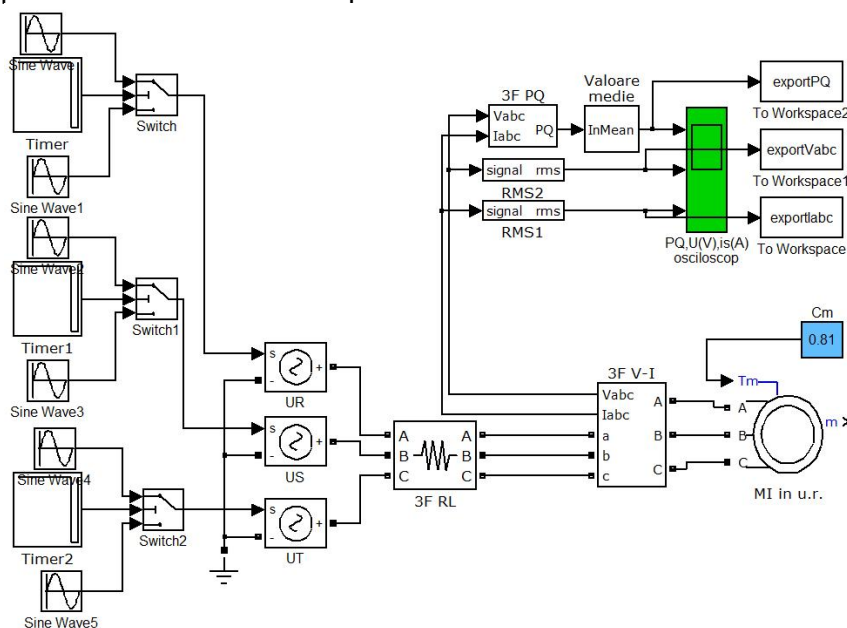 Sine Wave
Timer
Switch
Sine Wave1
Sine Wave2
Timer1
Switch1
Sine Wave3
Sine Wave4
Timer2
Switch2
Sine Wave5
s
-
+
UR
s
-
+
US
s
-
+
UT
A
B
C
A
B
C
3F RL
3F PQ
Vabc
Iabc
PQ
Valoare
medie
InMean
signal rms
RMS2
signal rms
RMS1
PQ,U(V),is(A)
osciloscop
exportPQ
To Workspace2
exportVabc
To Workspace1
exportIabc
To Workspace
3F V-I
Vabc
Iabc
a
b
c
A
B
C
Cm
0.81
Tm
A
B
C
m
MI in u.r.